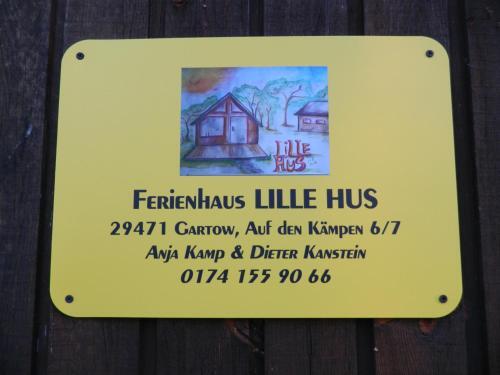 LILLE
HUS
FERIENHAUS LILLE HUS
29471 GARTOW, AUF DEN KÄMPEN 6/7
ANJA KAMP & DIETER KANSTEIN
0174 155 90 66